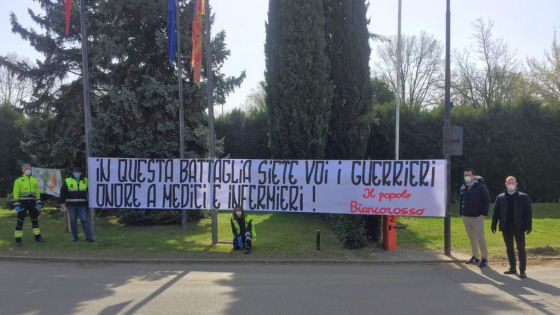 IN QUESTA BATTAGLIA SIETE VOI I GUERRIERI
ONORE A MEDICI E INFERMIERI !
Il popolo
Biancorosso